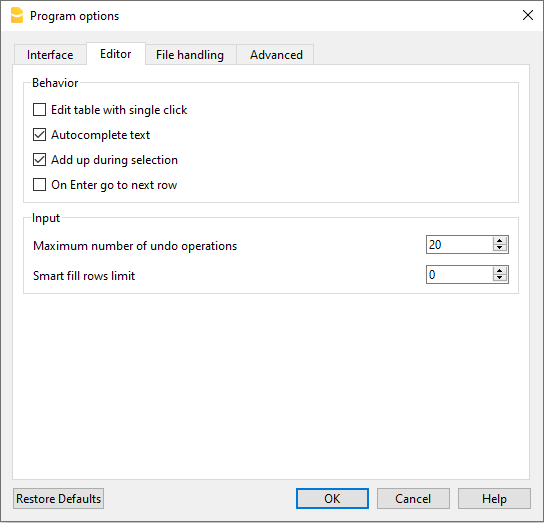 Program options
Interface Editor File handling Advanced
Behavior
Edit table with single click
Autocomplete text
Add up during selection
On Enter go to next row
Input
Maximum number of undo operations 20
Smart fill rows limit 0
Restore Defaults OK Cancel Help